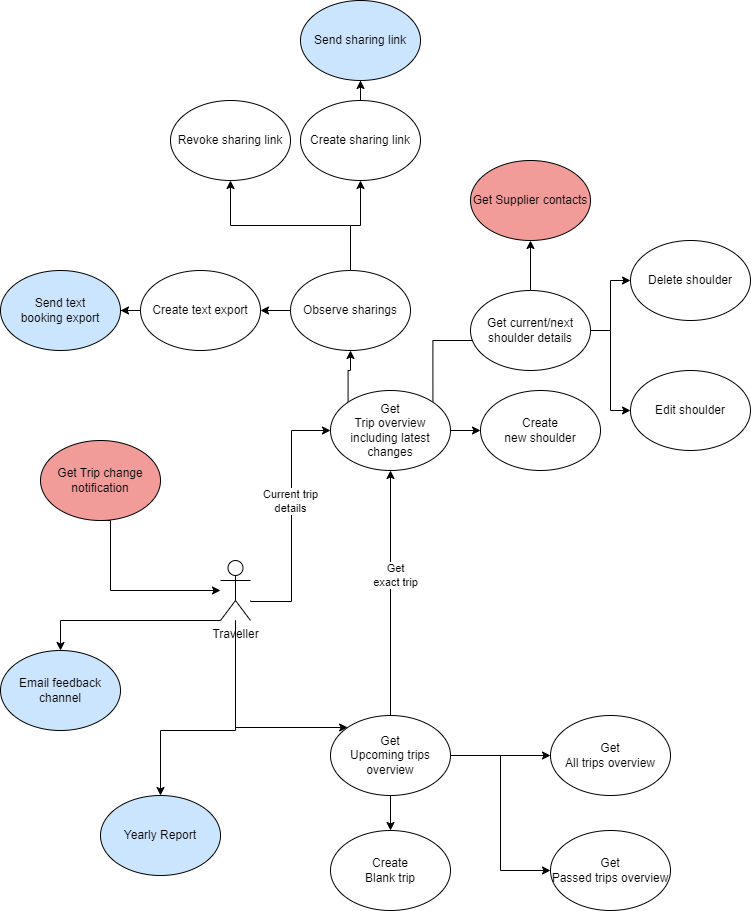 Send sharing link
Revoke sharing link
Create sharing link
Get Supplier contacts
Delete shoulder
Send text
booking export
Create text export
Observe sharings
Get current/next
shoulder details
Edit shoulder
Get
Trip overview
including latest
changes
Create
new shoulder
Get Trip change
notification
Current trip
details
Get
exact trip
Traveller
Email feedback
channel
Get
Upcoming trips
overview
Get
All trips overview
Yearly Report
Create
Blank trip
Get
Passed trips overview